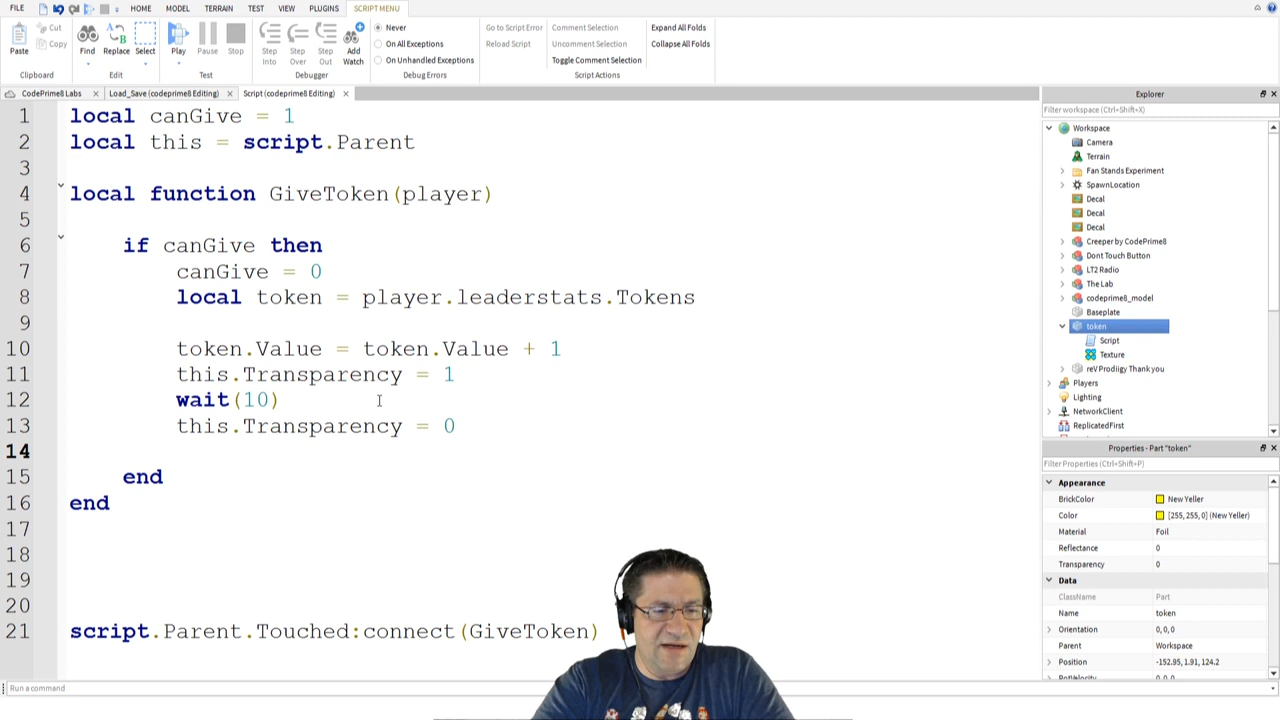 FILE HOME MODEL TERRAIN TEST VIEW PLUGINS SCRIPT MENU
Cut
Copy
Paste
Find Replace Select
Play Pause Stop
Step Into Step Over Step Out Add Watch
Never
On All Exceptions
On Unhandled Exceptions
Go to Script Error
Reload Script
Comment Selection
Uncomment Selection
Toggle Comment Selection
Expand All Folds
Collapse All Folds
Clipboard Edit Test Debugger Debug Errors Script Actions
CodePrime8 Labs x Load_Save (codeprime8 Editing) x Script (codeprime8 Editing) x
1 local canGive = 1
2 local this = script.Parent
3
4 local function GiveToken(player)
5
6 if canGive then
7 canGive = 0
8 local token = player.leaderstats.Tokens
9
10 token.Value = token.Value + 1
11 this.Transparency = 1
12 wait(10)
13 this.Transparency = 0
14
15 end
16 end
17
18
19
20
21 script.Parent.Touched:connect(GiveToken)
Run a command
Explorer
Filter workspace (Ctrl+Shift+X)
Workspace
Camera
Terrain
Fan Stands Experiment
SpawnLocation
Decal
Decal
Decal
Creeper by CodePrime8
Dont Touch Button
LT2 Radio
The Lab
codeprime8_model
Baseplate
token
Script
Texture
reV Prodiigy Thank you
Players
Lighting
NetworkClient
ReplicatedFirst
Properties - Part "token"
Filter Properties (Ctrl+Shift+P)
Appearance
BrickColor New Yeller
Color [255, 255, 0] (New Yeller)
Material Foil
Reflectance 0
Transparency 0
Data
ClassName Part
Name token
Orientation 0, 0, 0
Parent Workspace
Position -152.95, 1.91, 124.2